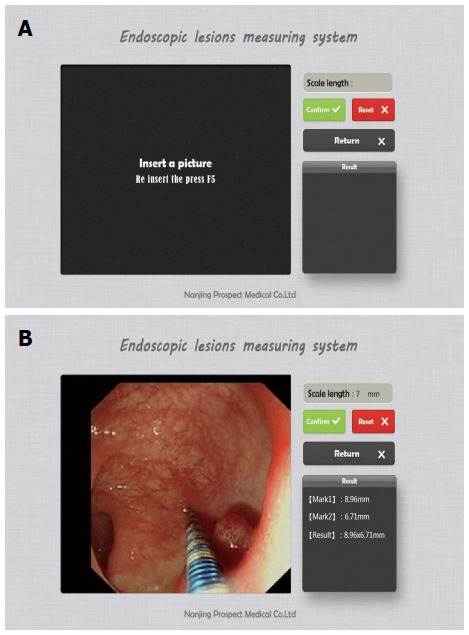 A
Endoscopic lesions measuring system
Scale length :
Confirm ✓ Reset X
Insert a picture
Re insert the press F5
Return X
Result
Nanjing Prospect Medical Co.Ltd
B
Endoscopic lesions measuring system
Scale length : 7 mm
Confirm ✓ Reset X
Return X
Result
【Mark1】 : 8.96mm
【Mark2】 : 6.71mm
【Result】 : 8.96x6.71mm
Nanjing Prospect Medical Co.Ltd